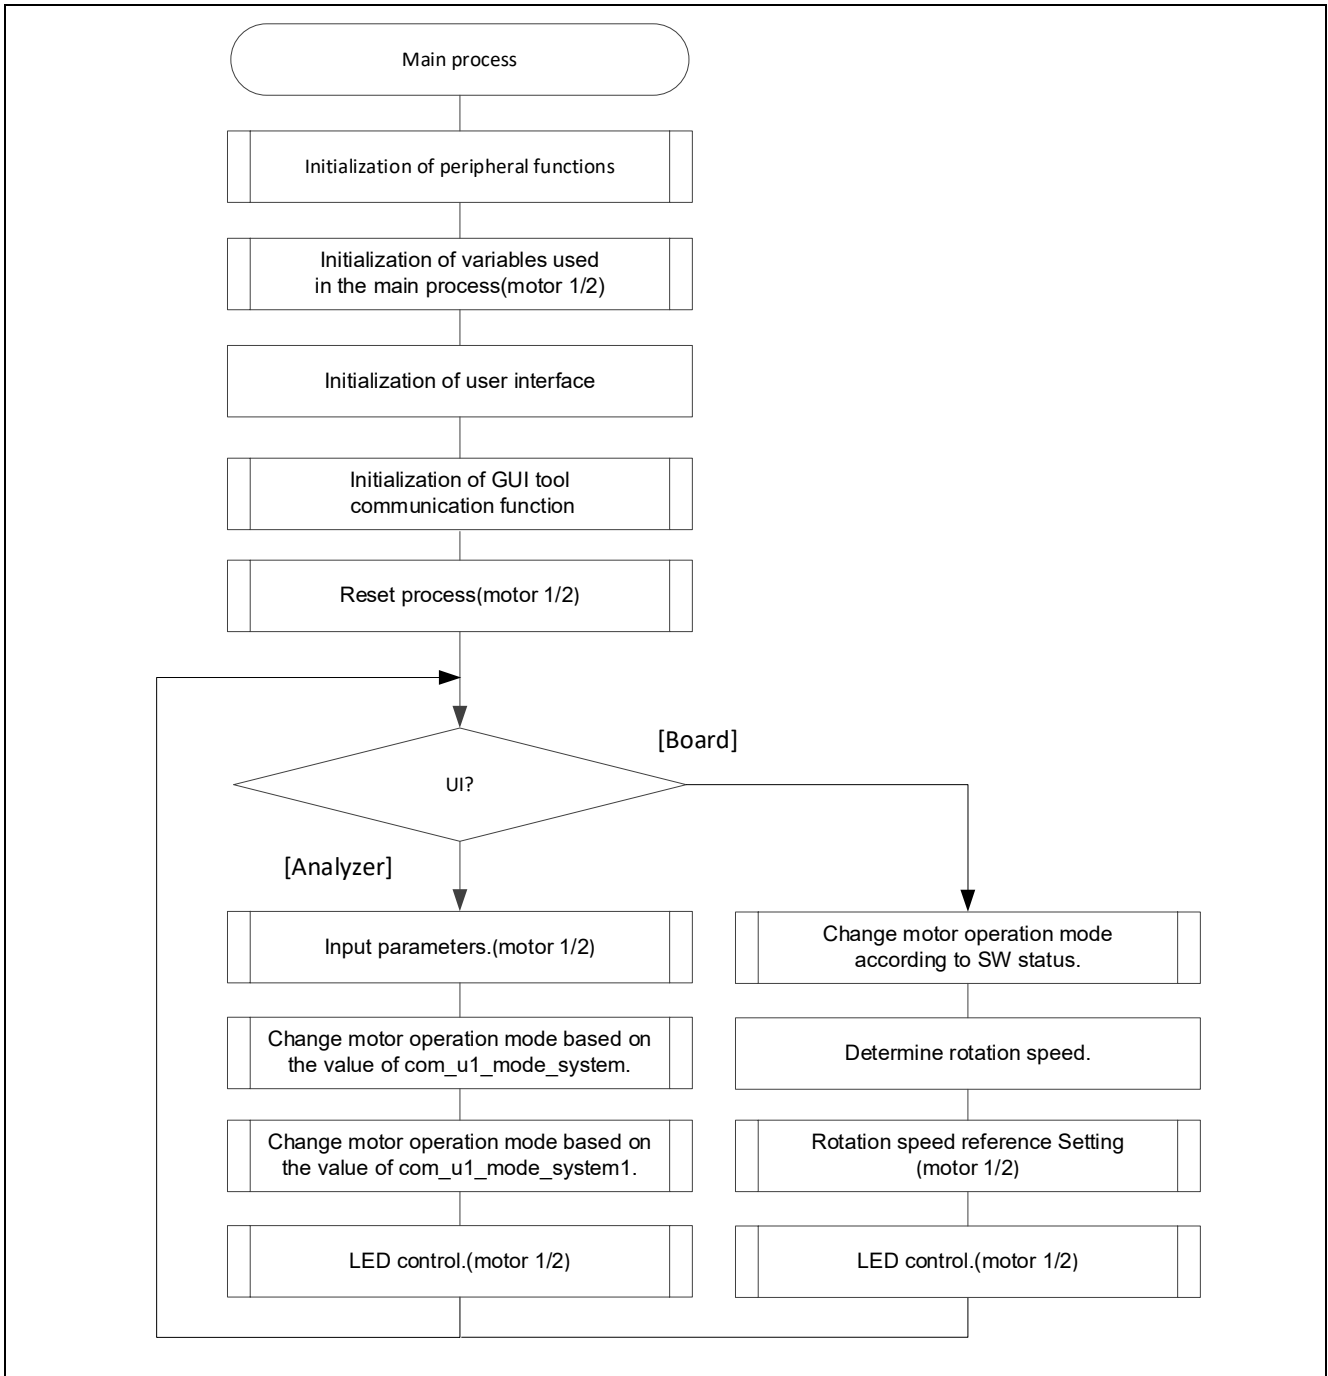 Main process
Initialization of peripheral functions
Initialization of variables used
in the main process(motor 1/2)
Initialization of user interface
Initialization of GUI tool
communication function
Reset process(motor 1/2)
[Board]
UI?
[Analyzer]
Input parameters.(motor 1/2)
Change motor operation mode based on
the value of com_u1_mode_system.
Change motor operation mode based on
the value of com_u1_mode_system1.
LED control.(motor 1/2)
Change motor operation mode
according to SW status.
Determine rotation speed.
Rotation speed reference Setting
(motor 1/2)
LED control.(motor 1/2)